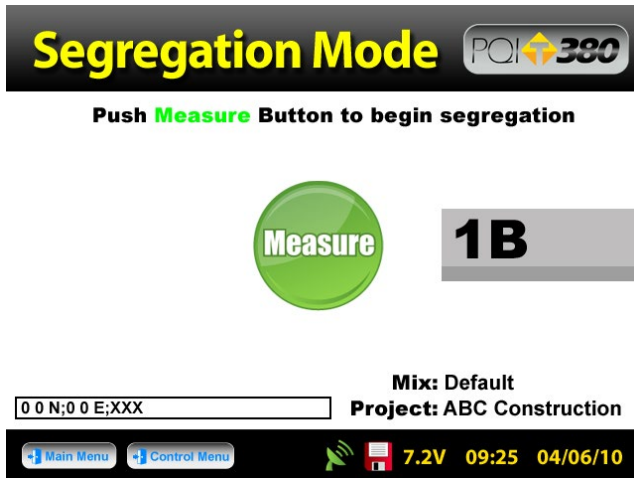 Segregation Mode PQI 380
Push Measure Button to begin segregation
Measure
1B
Mix: Default
0 0 N;0 0 E;XXX
Project: ABC Construction
Main Menu Control Menu 7.2V 09:25 04/06/10